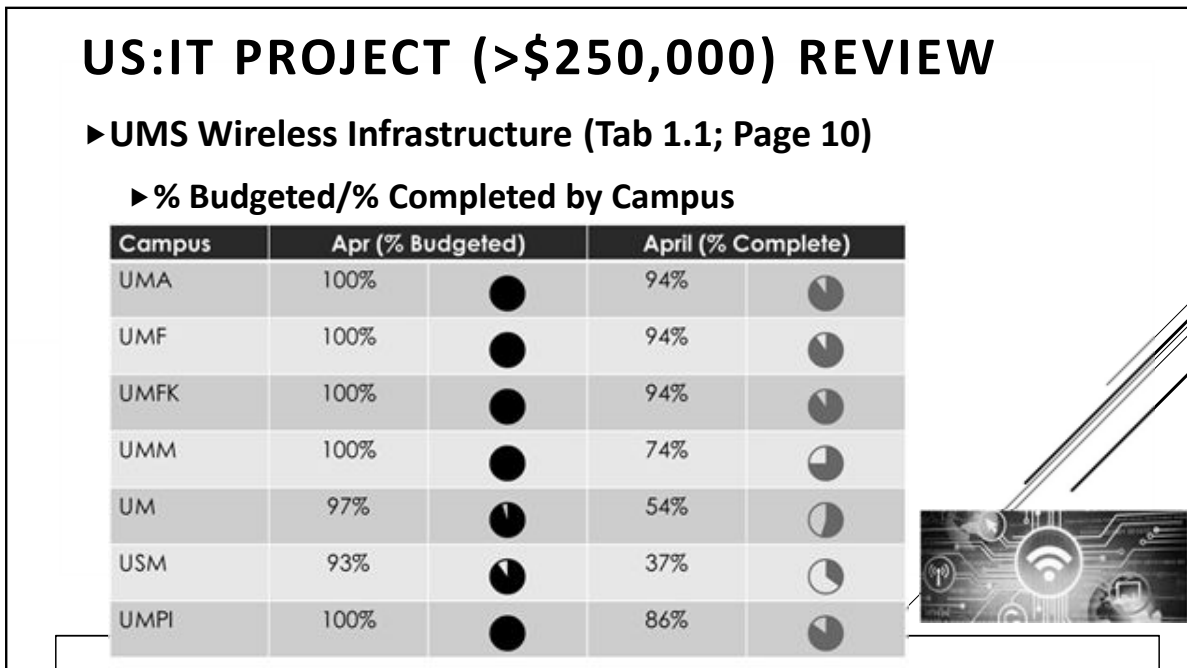 US:IT PROJECT (>$250,000) REVIEW
▶UMS Wireless Infrastructure (Tab 1.1; Page 10)
▶% Budgeted/% Completed by Campus
Campus Apr (% Budgeted) April (% Complete)
UMA 100% 94%
UMF 100% 94%
UMFK 100% 94%
UMM 100% 74%
UM 97% 54%
USM 93% 37%
UMPI 100% 86%